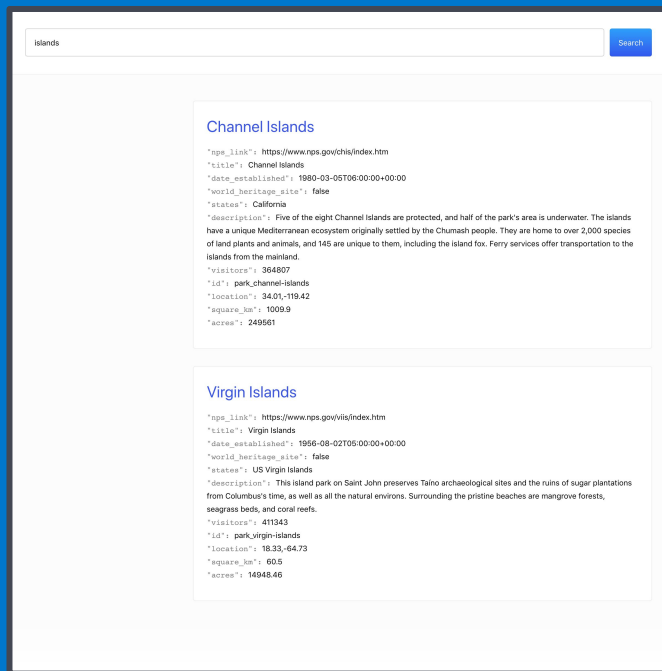 islands
Search
Channel Islands
"nps_link": https://www.nps.gov/chis/index.htm
"title": Channel Islands
"date_established": 1980-03-05T06:00:00+00:00
"world_heritage_site": false
"states": California
"description": Five of the eight Channel Islands are protected, and half of the park's area is underwater. The islands
have a unique Mediterranean ecosystem originally settled by the Chumash people. They are home to over 2,000 species
of land plants and animals, and 145 are unique to them, including the island fox. Ferry services offer transportation to the
islands from the mainland.
"visitors": 364807
"id": park_channel-islands
"location": 34.01,-119.42
"square_km": 1009.9
"acres": 249561
Virgin Islands
"nps_link": https://www.nps.gov/viis/index.htm
"title": Virgin Islands
"date_established": 1956-08-02T05:00:00+00:00
"world_heritage_site": false
"states": US Virgin Islands
"description": This island park on Saint John preserves Taíno archaeological sites and the ruins of sugar plantations
from Columbus's time, as well as all the natural environs. Surrounding the pristine beaches are mangrove forests,
seagrass beds, and coral reefs.
"visitors": 411343
"id": park_virgin-islands
"location": 18.33,-64.73
"square_km": 60.5
"acres": 14948.46